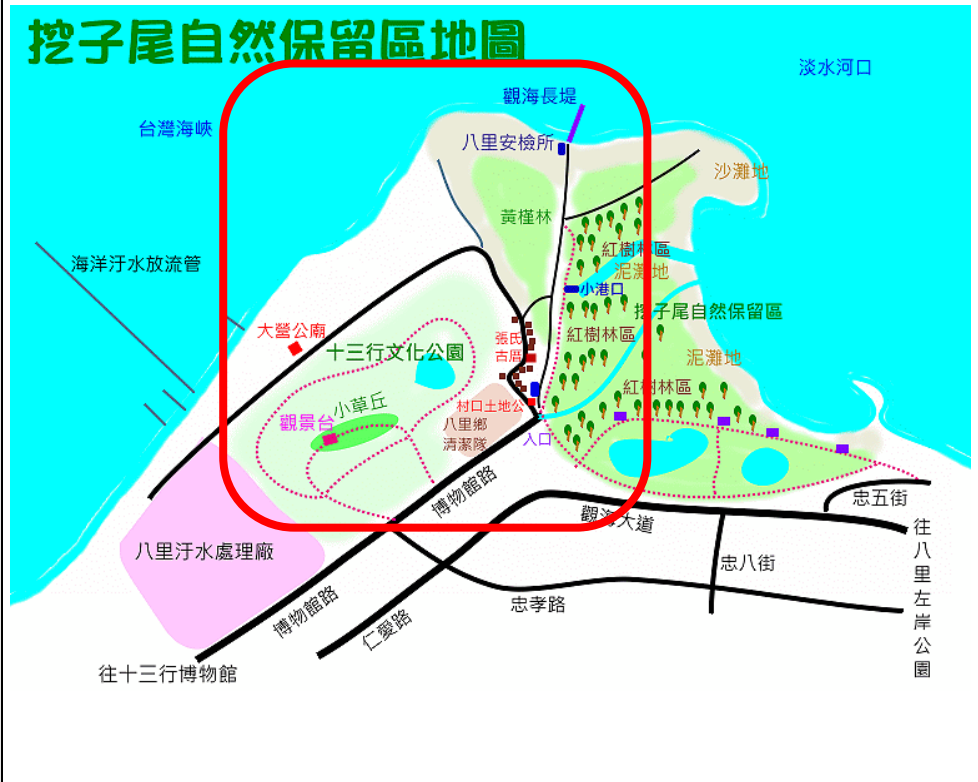 挖子尾自然保留區地圖
淡水河口
觀海長堤
台灣海峽
八里安檢所
沙灘地
黃槿林
紅樹林區
泥灘地
海洋汙水放流管
小港口
挖子尾自然保留區
大營公廟
張氏
古厝
紅樹林區
十三行文化公園
泥灘地
紅樹林區
小草丘
觀景台
村口土地公
八里鄉
清潔隊
入口
博物館路
忠五街
觀海大道
往八里左岸公園
八里汙水處理廠
忠八街
博物館路
忠孝路
仁愛路
往十三行博物館